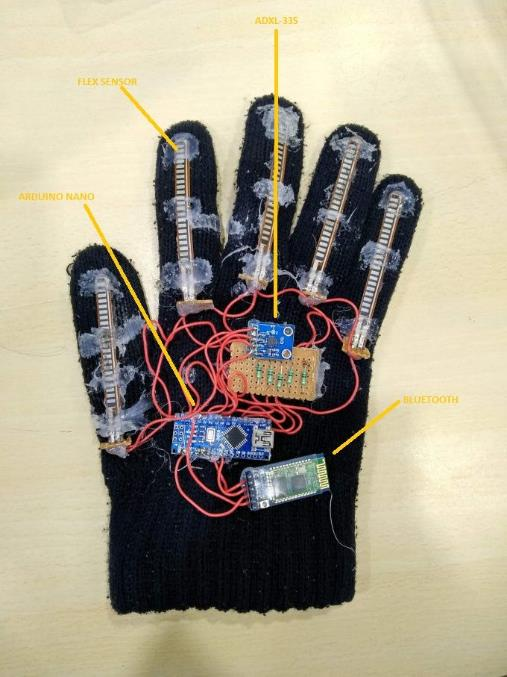 ADXL-335
FLEX SENSOR
ARDUINO NANO
BLUETOOTH